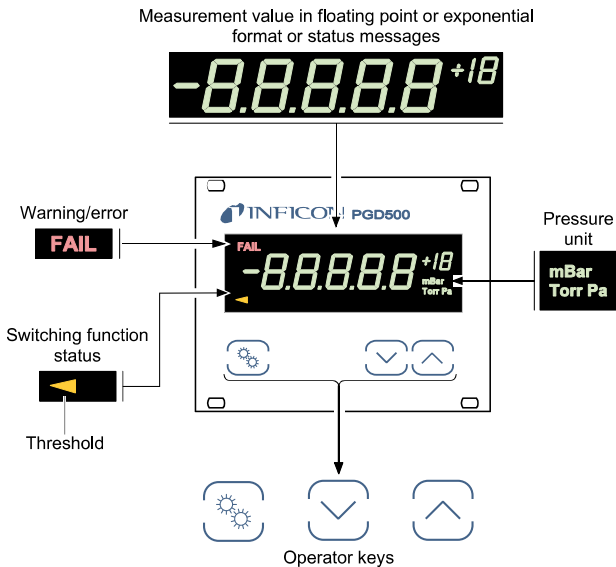 Measurement value in floating point or exponential
format or status messages
-8.8.8.8.8 +18
INFICON PGD500
Warning/error
FAIL
FAIL
-8.8.8.8.8 +18
mBar
Torr Pa
Pressure
unit
mBar
Torr Pa
Switching function
status
Threshold
Operator keys